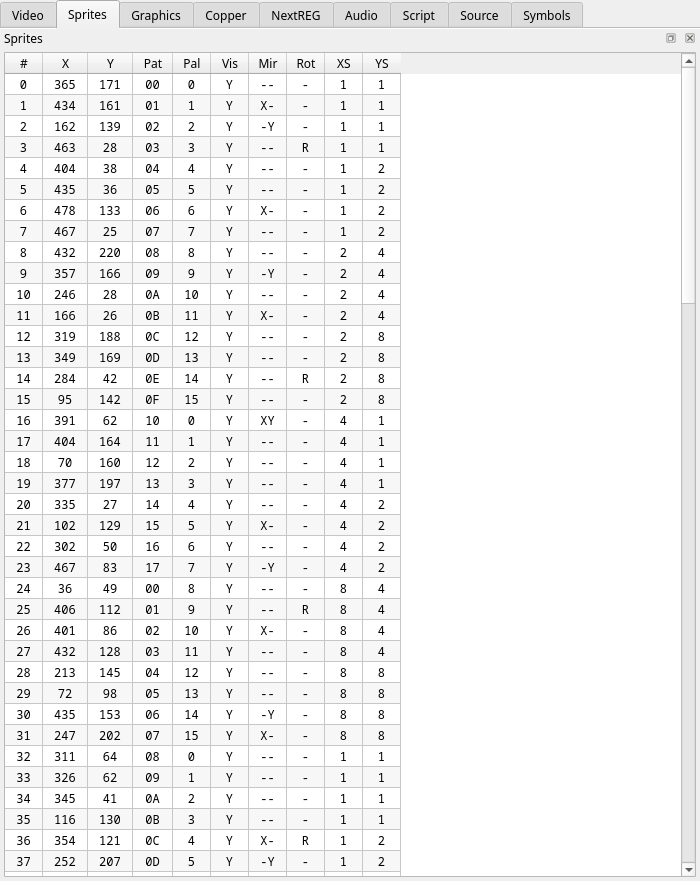 Video Sprites Graphics Copper NextREG Audio Script Source Symbols
Sprites
# X Y Pat Pal Vis Mir Rot XS YS
0 365 171 00 0 Y -- - 1 1
1 434 161 01 1 Y X- - 1 1
2 162 139 02 2 Y -Y - 1 1
3 463 28 03 3 Y -- R 1 1
4 404 38 04 4 Y -- - 1 2
5 435 36 05 5 Y -- - 1 2
6 478 133 06 6 Y X- - 1 2
7 467 25 07 7 Y -- - 1 2
8 432 220 08 8 Y -- - 2 4
9 357 166 09 9 Y -Y - 2 4
10 246 28 0A 10 Y -- - 2 4
11 166 26 0B 11 Y X- - 2 4
12 319 188 0C 12 Y -- - 2 8
13 349 169 0D 13 Y -- - 2 8
14 284 42 0E 14 Y -- R 2 8
15 95 142 0F 15 Y -- - 2 8
16 391 62 10 0 Y XY - 4 1
17 404 164 11 1 Y -- - 4 1
18 70 160 12 2 Y -- - 4 1
19 377 197 13 3 Y -- - 4 1
20 335 27 14 4 Y -- - 4 2
21 102 129 15 5 Y X- - 4 2
22 302 50 16 6 Y -- - 4 2
23 467 83 17 7 Y -Y - 4 2
24 36 49 00 8 Y -- - 8 4
25 406 112 01 9 Y -- R 8 4
26 401 86 02 10 Y X- - 8 4
27 432 128 03 11 Y -- - 8 4
28 213 145 04 12 Y -- - 8 8
29 72 98 05 13 Y -- - 8 8
30 435 153 06 14 Y -Y - 8 8
31 247 202 07 15 Y X- - 8 8
32 311 64 08 0 Y -- - 1 1
33 326 62 09 1 Y -- - 1 1
34 345 41 0A 2 Y -- - 1 1
35 116 130 0B 3 Y -- - 1 1
36 354 121 0C 4 Y X- R 1 2
37 252 207 0D 5 Y -Y - 1 2